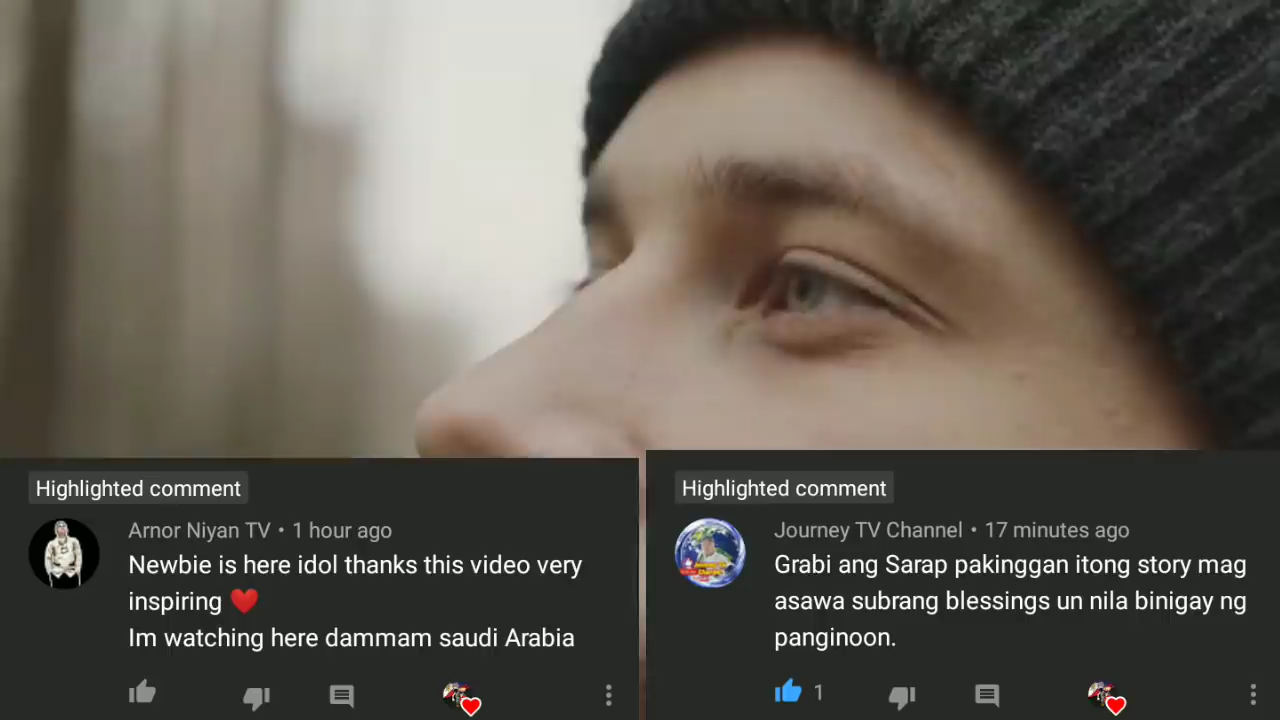 Highlighted comment
Arnor Niyan TV • 1 hour ago
Newbie is here idol thanks this video very
inspiring ❤️
Im watching here dammam saudi Arabia
Highlighted comment
Journey TV Channel • 17 minutes ago
Grabi ang Sarap pakinggan itong story mag
asawa subrang blessings un nila binigay ng
panginoon.
1